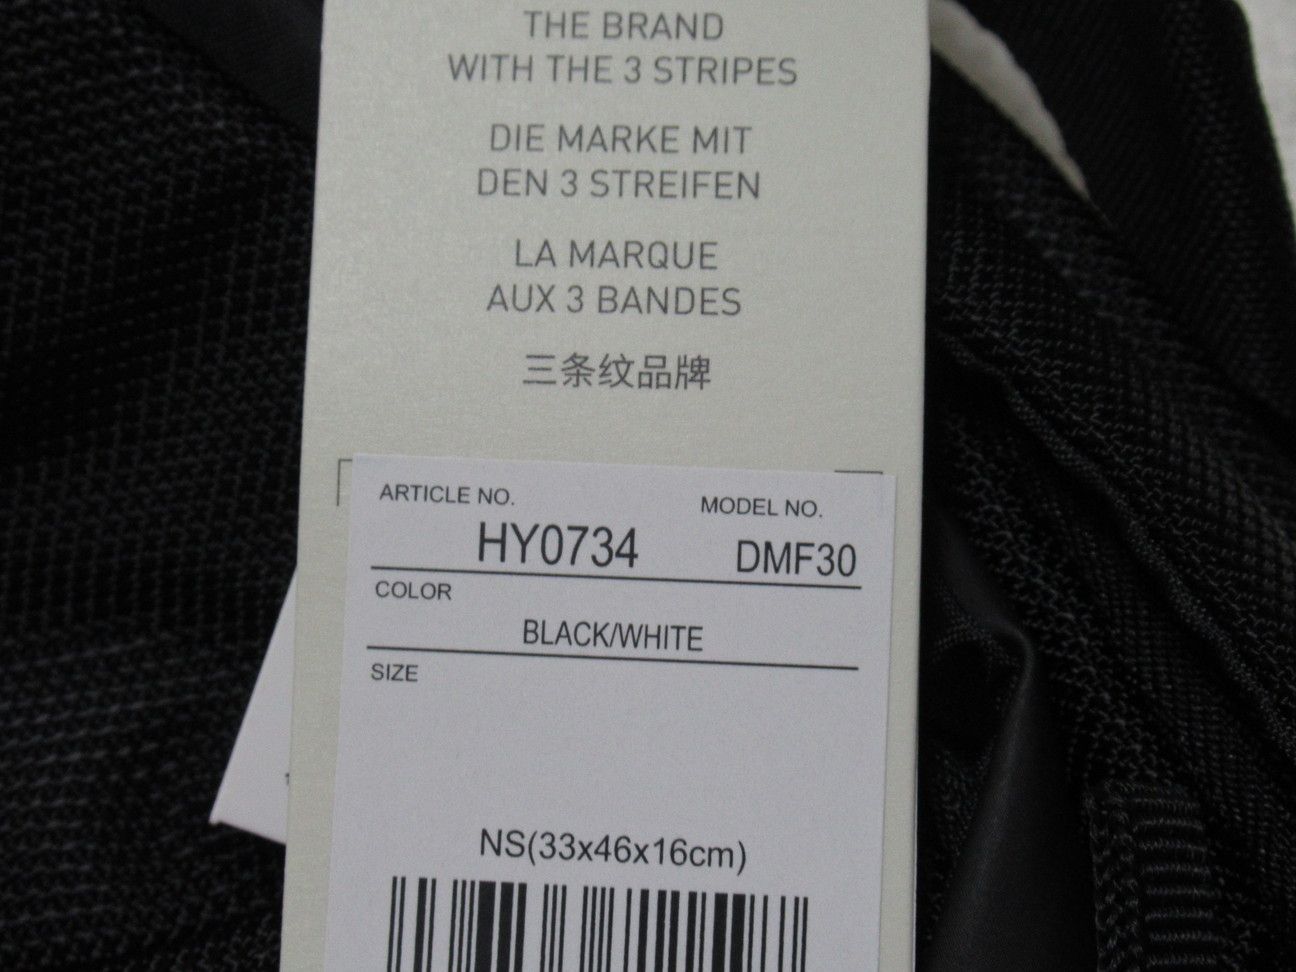 THE BRAND
WITH THE 3 STRIPES
DIE MARKE MIT
DEN 3 STREIFEN
LA MARQUE
AUX 3 BANDES
三条纹品牌
ARTICLE NO. MODEL NO.
HY0734 DMF30
COLOR
BLACK/WHITE
SIZE
NS(33x46x16cm)